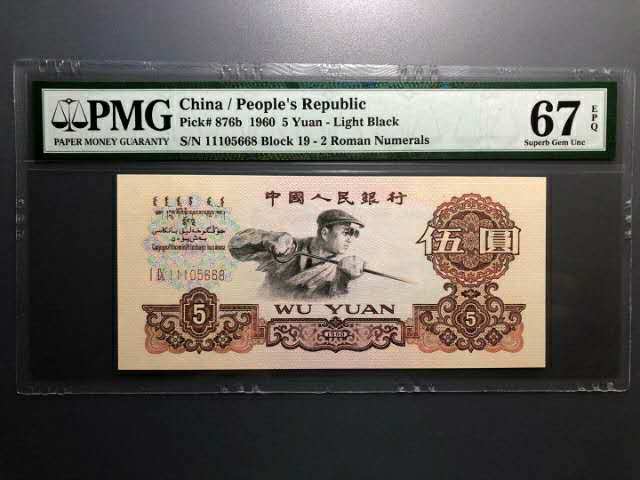 PMG
PAPER MONEY GUARANTY
China / People's Republic
Pick# 876b 1960 5 Yuan - Light Black
S/N 11105668 Block 19 - 2 Roman Numerals
67 EPQ
Superb Gem Unc
中國人民銀行
伍圓
I IX 11105668
WU YUAN
5
1960
5